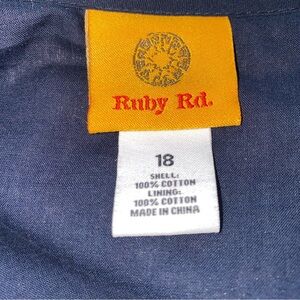 Ruby Rd.
18
SHELL:
100% COTTON
LINING:
100% COTTON
MADE IN CHINA